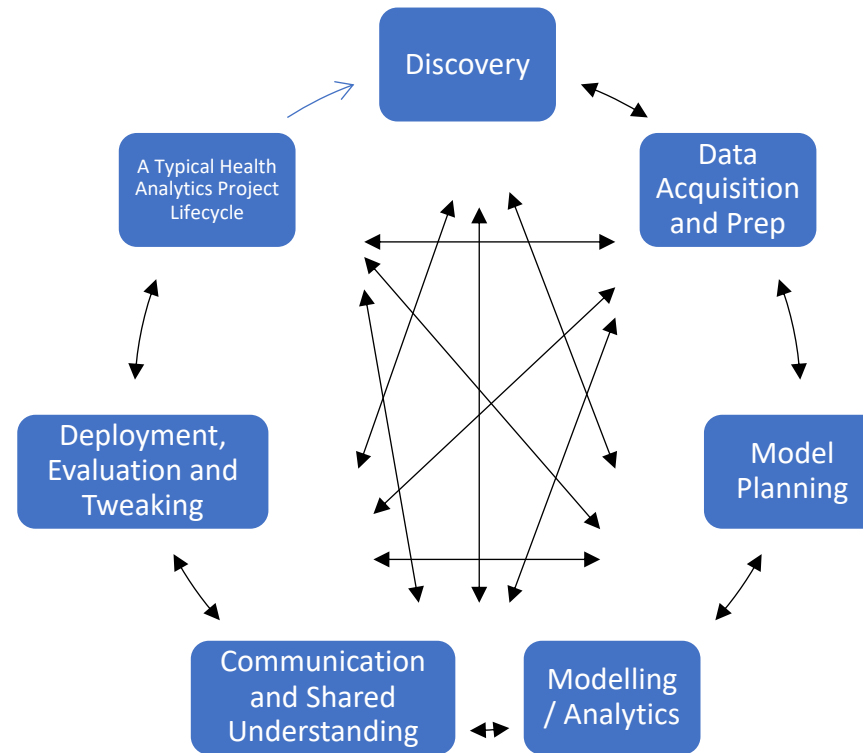 Discovery
A Typical Health
Analytics Project
Lifecycle
Data
Acquisition
and Prep
Deployment,
Evaluation and
Tweaking
Model
Planning
Communication
and Shared
Understanding
Modelling
/ Analytics